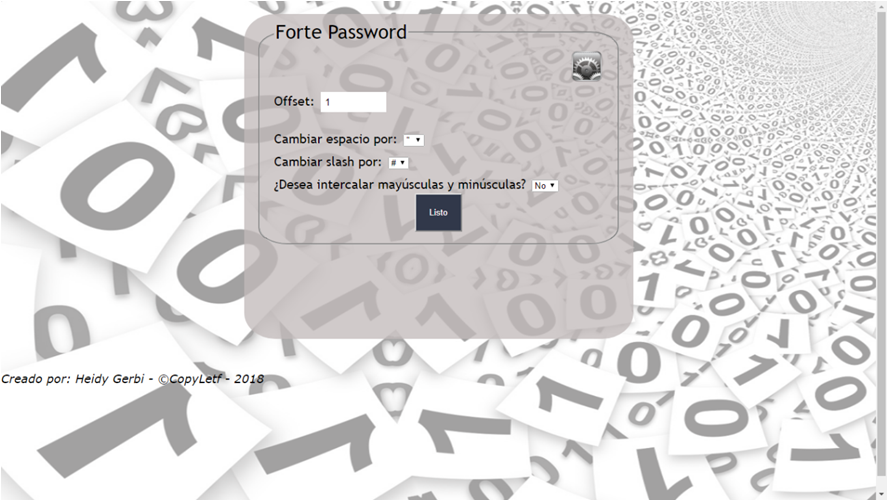 Forte Password
Offset: 1
Cambiar espacio por: "
Cambiar slash por: #
¿Desea intercalar mayúsculas y minúsculas? No
Listo
Creado por: Heidy Gerbi - ©CopyLetf - 2018